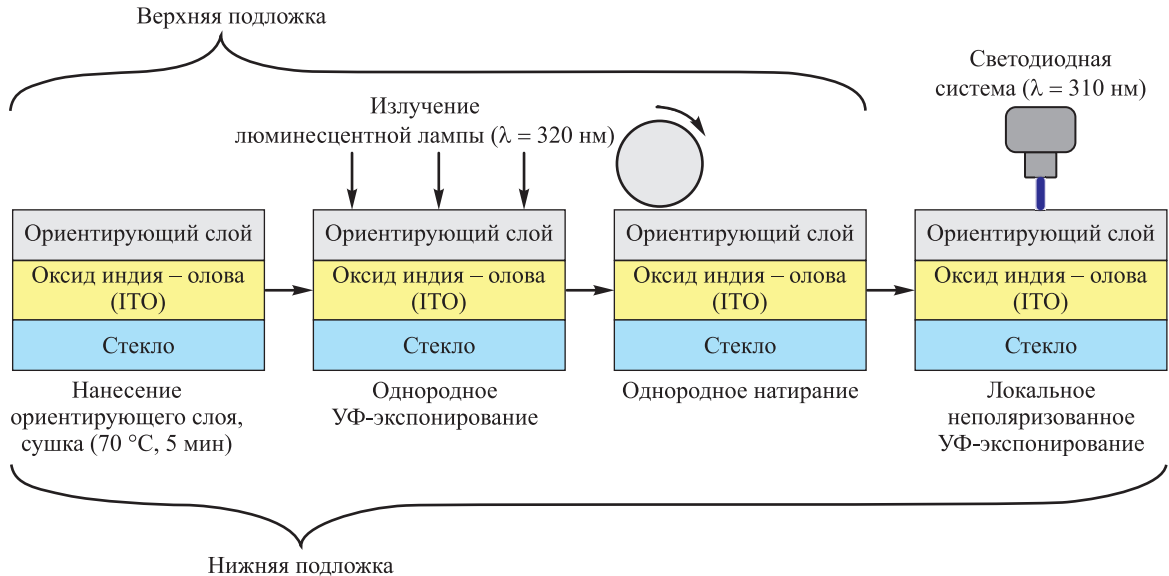 Верхняя подложка
Излучение
люминесцентной лампы (λ = 320 нм)
Светодиодная
система (λ = 310 нм)
Ориентирующий слой
Оксид индия – олова
(ITO)
Стекло
Нанесение
ориентирующего слоя,
сушка (70 °C, 5 мин)
Ориентирующий слой
Оксид индия – олова
(ITO)
Стекло
Однородное
УФ-экспонирование
Ориентирующий слой
Оксид индия – олова
(ITO)
Стекло
Однородное натирание
Ориентирующий слой
Оксид индия – олова
(ITO)
Стекло
Локальное
неполяризованное
УФ-экспонирование
Нижняя подложка